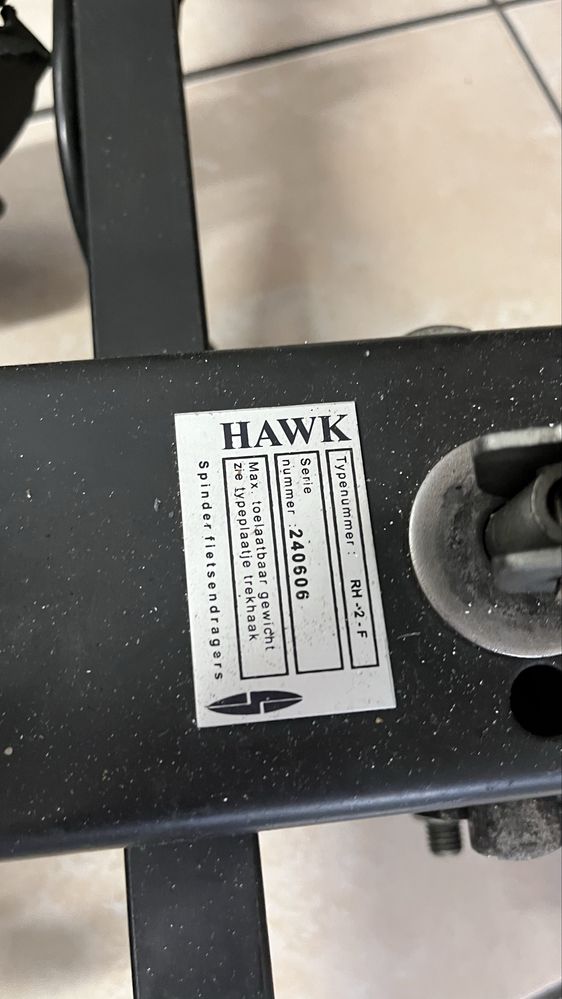 HAWK
Typenummer : RH -2 - F
Serie
nummer :240606
Max. toelaatbaar gewicht
zie typeplaatje trekhaak
Spinder fietsendragers